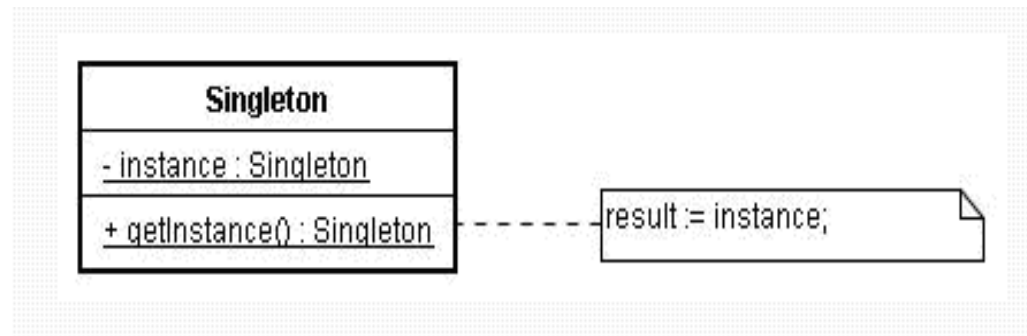 Singleton
- instance : Singleton
+ getInstance() : Singleton
result := instance;